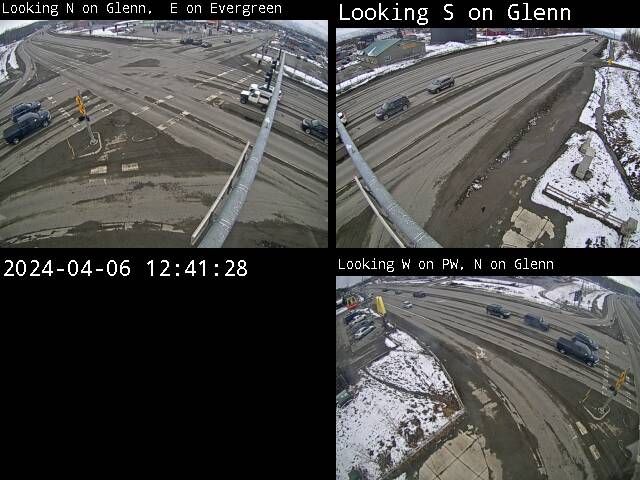 Looking N on Glenn, E on Evergreen
Looking S on Glenn
2024-04-06 12:41:28
Looking W on PW, N on Glenn